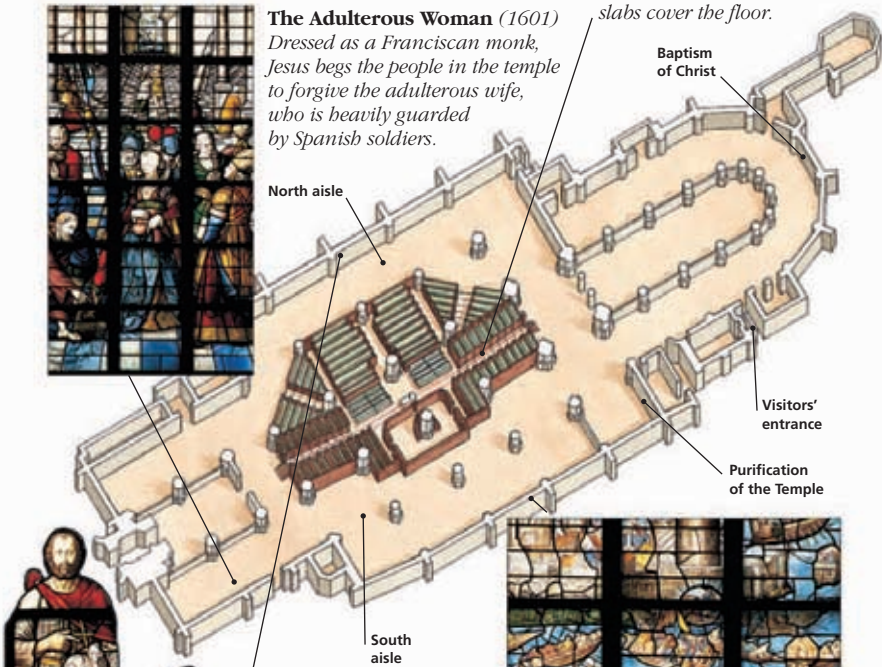 The Adulterous Woman (1601)
Dressed as a Franciscan monk,
Jesus begs the people in the temple
to forgive the adulterous wife,
who is heavily guarded
by Spanish soldiers.
slabs cover the floor.
Baptism
of Christ
North aisle
Visitors'
entrance
Purification
of the Temple
South
aisle